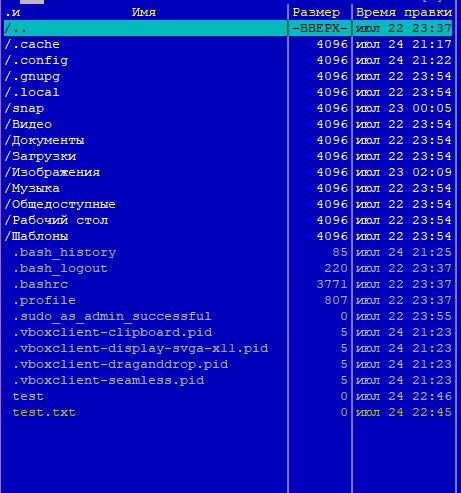 .и Имя Размер Время правки
/.. -ВВЕРХ- июл 22 23:37
/.cache 4096 июл 24 21:17
/.config 4096 июл 24 21:22
/.gnupg 4096 июл 22 23:54
/.local 4096 июл 22 23:54
/snap 4096 июл 23 00:05
/Видео 4096 июл 22 23:54
/Документы 4096 июл 22 23:54
/Загрузки 4096 июл 22 23:54
/Изображения 4096 июл 23 02:09
/Музыка 4096 июл 22 23:54
/Общедоступные 4096 июл 22 23:54
/Рабочий стол 4096 июл 22 23:54
/Шаблоны 4096 июл 22 23:54
.bash_history 85 июл 24 21:25
.bash_logout 220 июл 22 23:37
.bashrc 3771 июл 22 23:37
.profile 807 июл 22 23:37
.sudo_as_admin_successful 0 июл 22 23:55
.vboxclient-clipboard.pid 5 июл 24 21:23
.vboxclient-display-svga-x11.pid 5 июл 24 21:23
.vboxclient-draganddrop.pid 5 июл 24 21:23
.vboxclient-seamless.pid 5 июл 24 21:23
test 0 июл 24 22:46
test.txt 0 июл 24 22:45